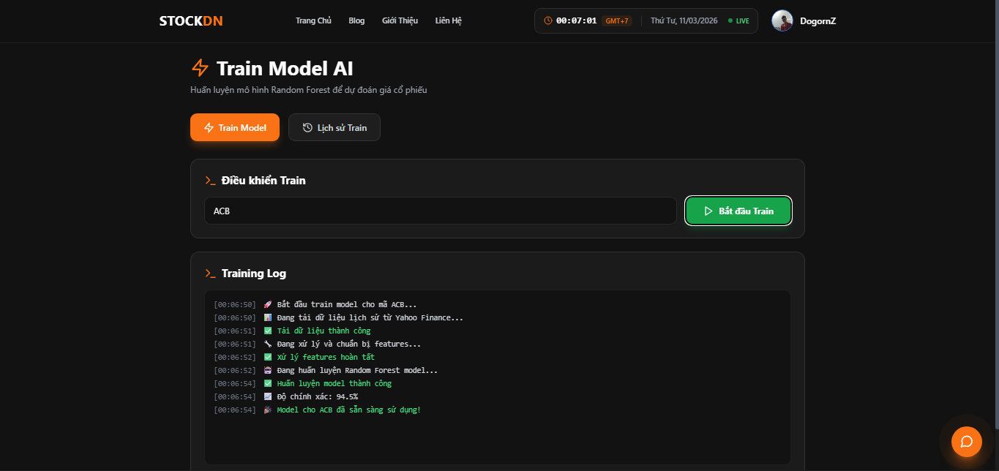 STOCKDN
Trang Chủ Blog Giới Thiệu Liên Hệ
00:07:01 GMT+7 Thứ Tư, 11/03/2026 LIVE
DogornZ
Train Model AI
Huấn luyện mô hình Random Forest để dự đoán giá cổ phiếu
Train Model Lịch sử Train
Điều khiển Train
ACB Bắt đầu Train
Training Log
[00:06:50] 🚀 Bắt đầu train model cho mã ACB...
[00:06:50] 📊 Đang tải dữ liệu lịch sử từ Yahoo Finance...
[00:06:51] ✅ Tải dữ liệu thành công
[00:06:51] 🔧 Đang xử lý và chuẩn bị features...
[00:06:52] ✅ Xử lý features hoàn tất
[00:06:52] 🤖 Đang huấn luyện Random Forest model...
[00:06:54] ✅ Huấn luyện model thành công
[00:06:54] 📈 Độ chính xác: 94.5%
[00:06:54] 🎉 Model cho ACB đã sẵn sàng sử dụng!